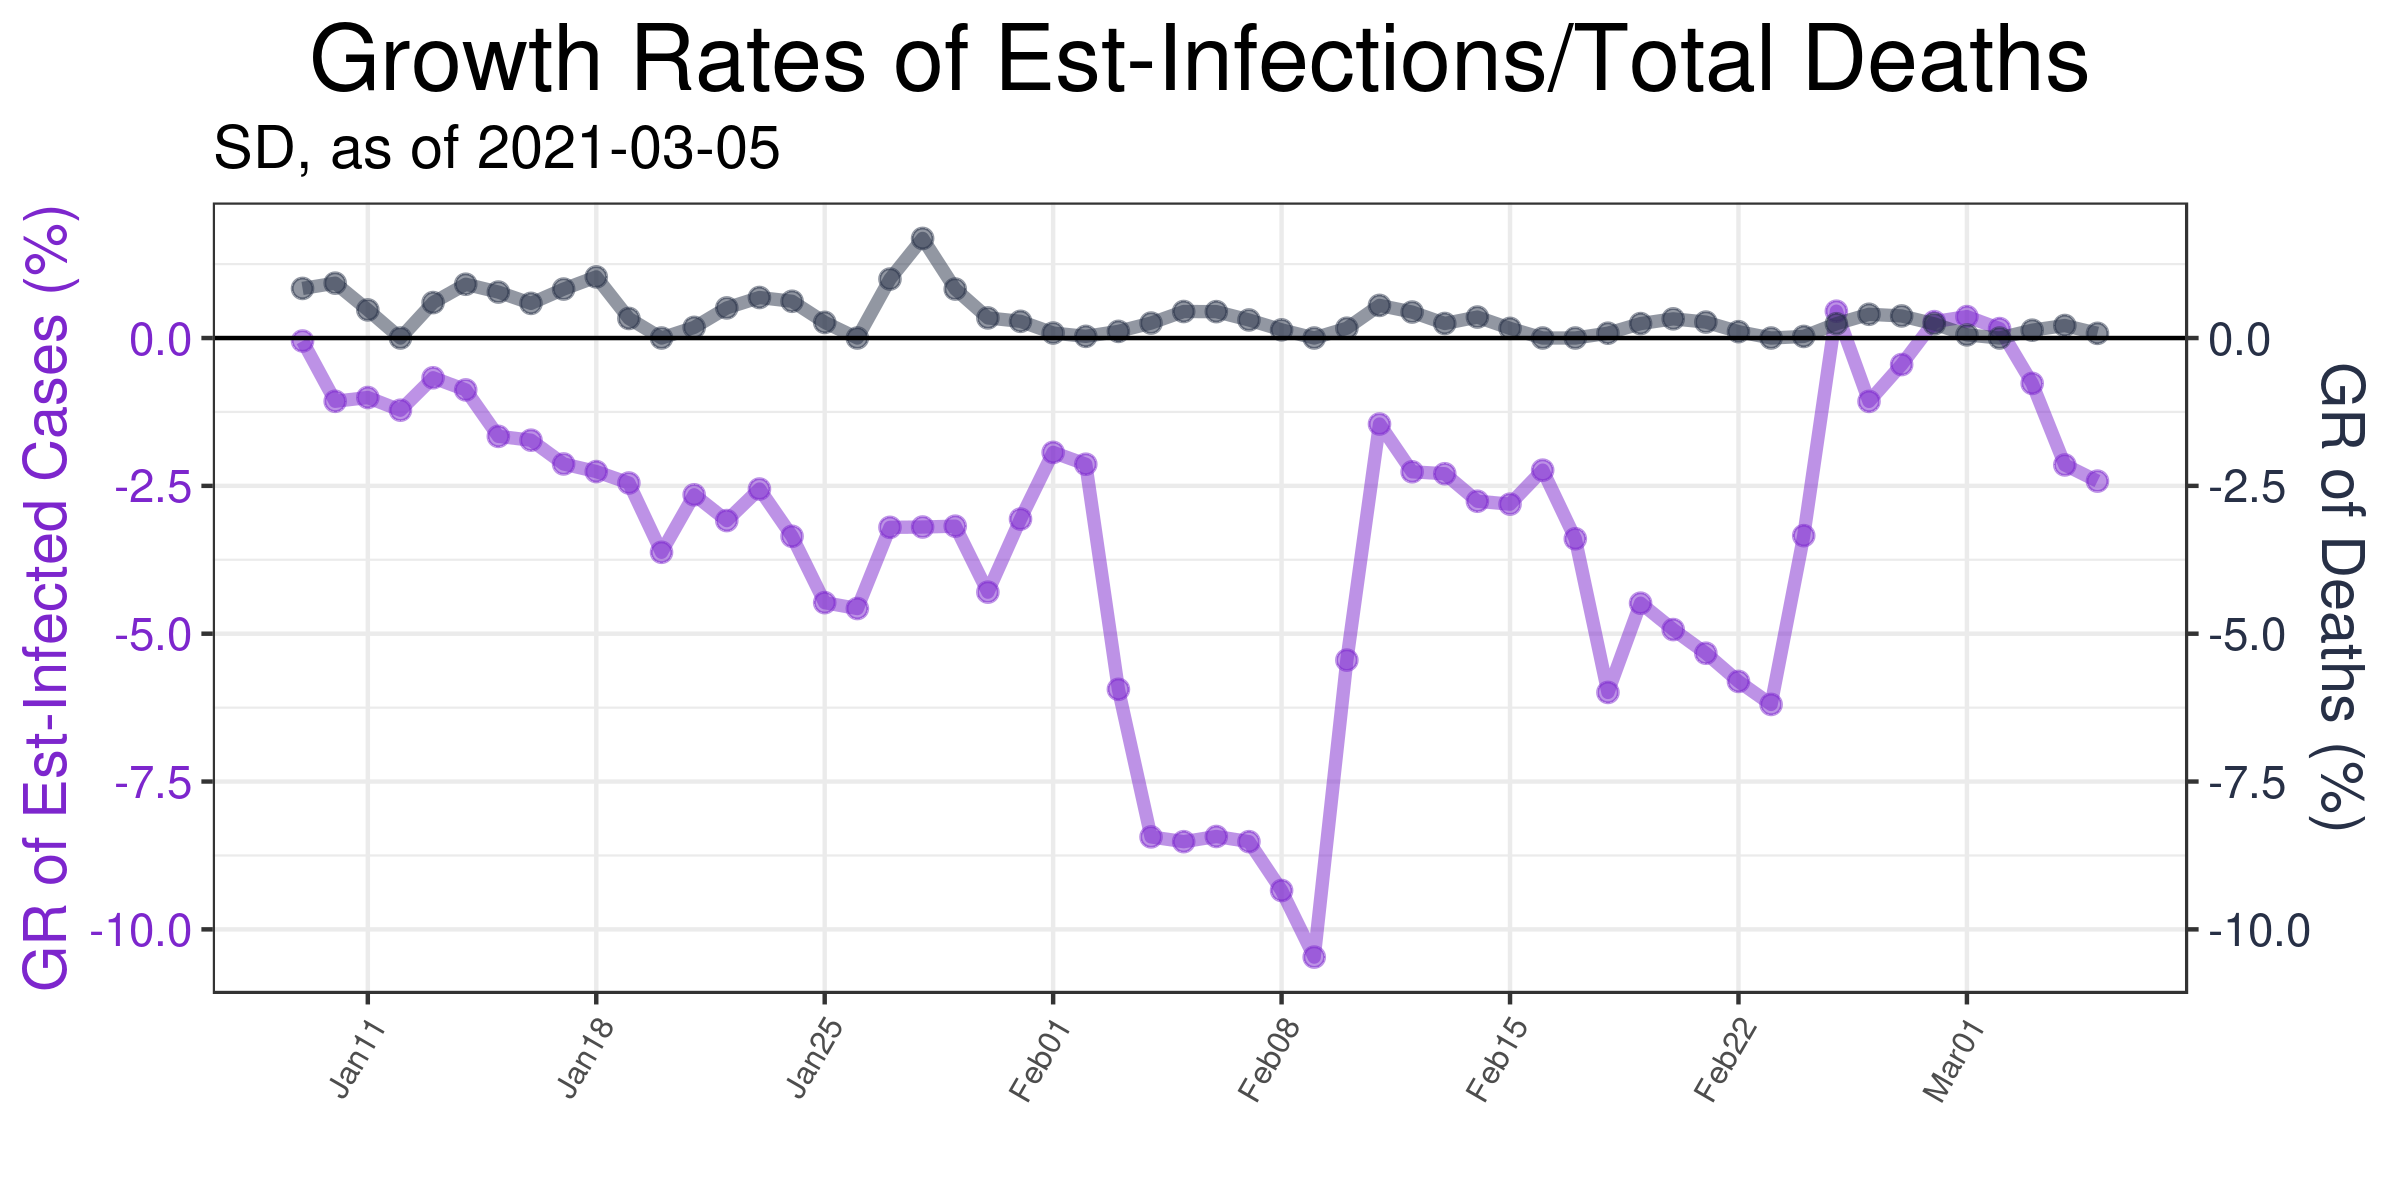 Growth Rates of Est-Infections/Total Deaths
SD, as of 2021-03-05
GR of Est-Infected Cases (%)
0.0
-2.5
-5.0
-7.5
-10.0
0.0
-2.5
-5.0
-7.5
-10.0
GR of Deaths (%)
Jan11
Jan18
Jan25
Feb01
Feb08
Feb15
Feb22
Mar01